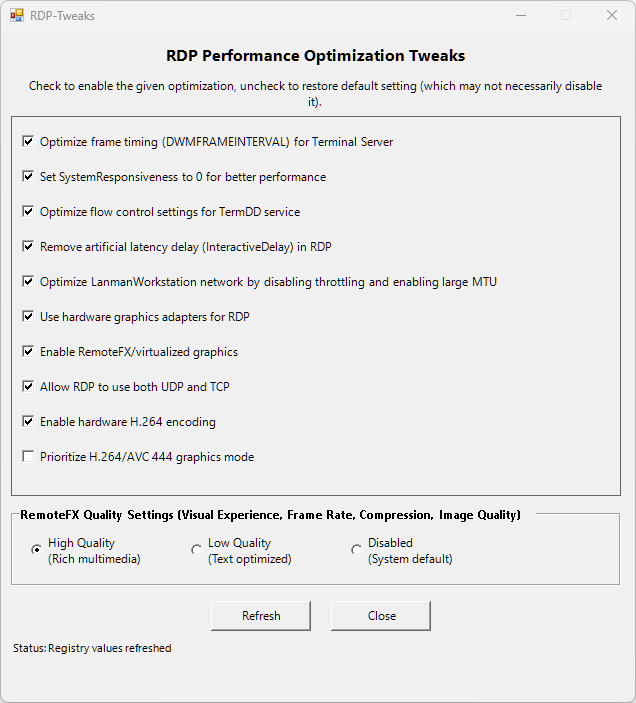 RDP-Tweaks
RDP Performance Optimization Tweaks
Check to enable the given optimization, uncheck to restore default setting (which may not necessarily disable
it).
Optimize frame timing (DWMFRAMEINTERVAL) for Terminal Server
Set SystemResponsiveness to 0 for better performance
Optimize flow control settings for TermDD service
Remove artificial latency delay (InteractiveDelay) in RDP
Optimize LanmanWorkstation network by disabling throttling and enabling large MTU
Use hardware graphics adapters for RDP
Enable RemoteFX/virtualized graphics
Allow RDP to use both UDP and TCP
Enable hardware H.264 encoding
Prioritize H.264/AVC 444 graphics mode
RemoteFX Quality Settings (Visual Experience, Frame Rate, Compression, Image Quality)
High Quality
(Rich multimedia)
Low Quality
(Text optimized)
Disabled
(System default)
Refresh
Close
Status: Registry values refreshed